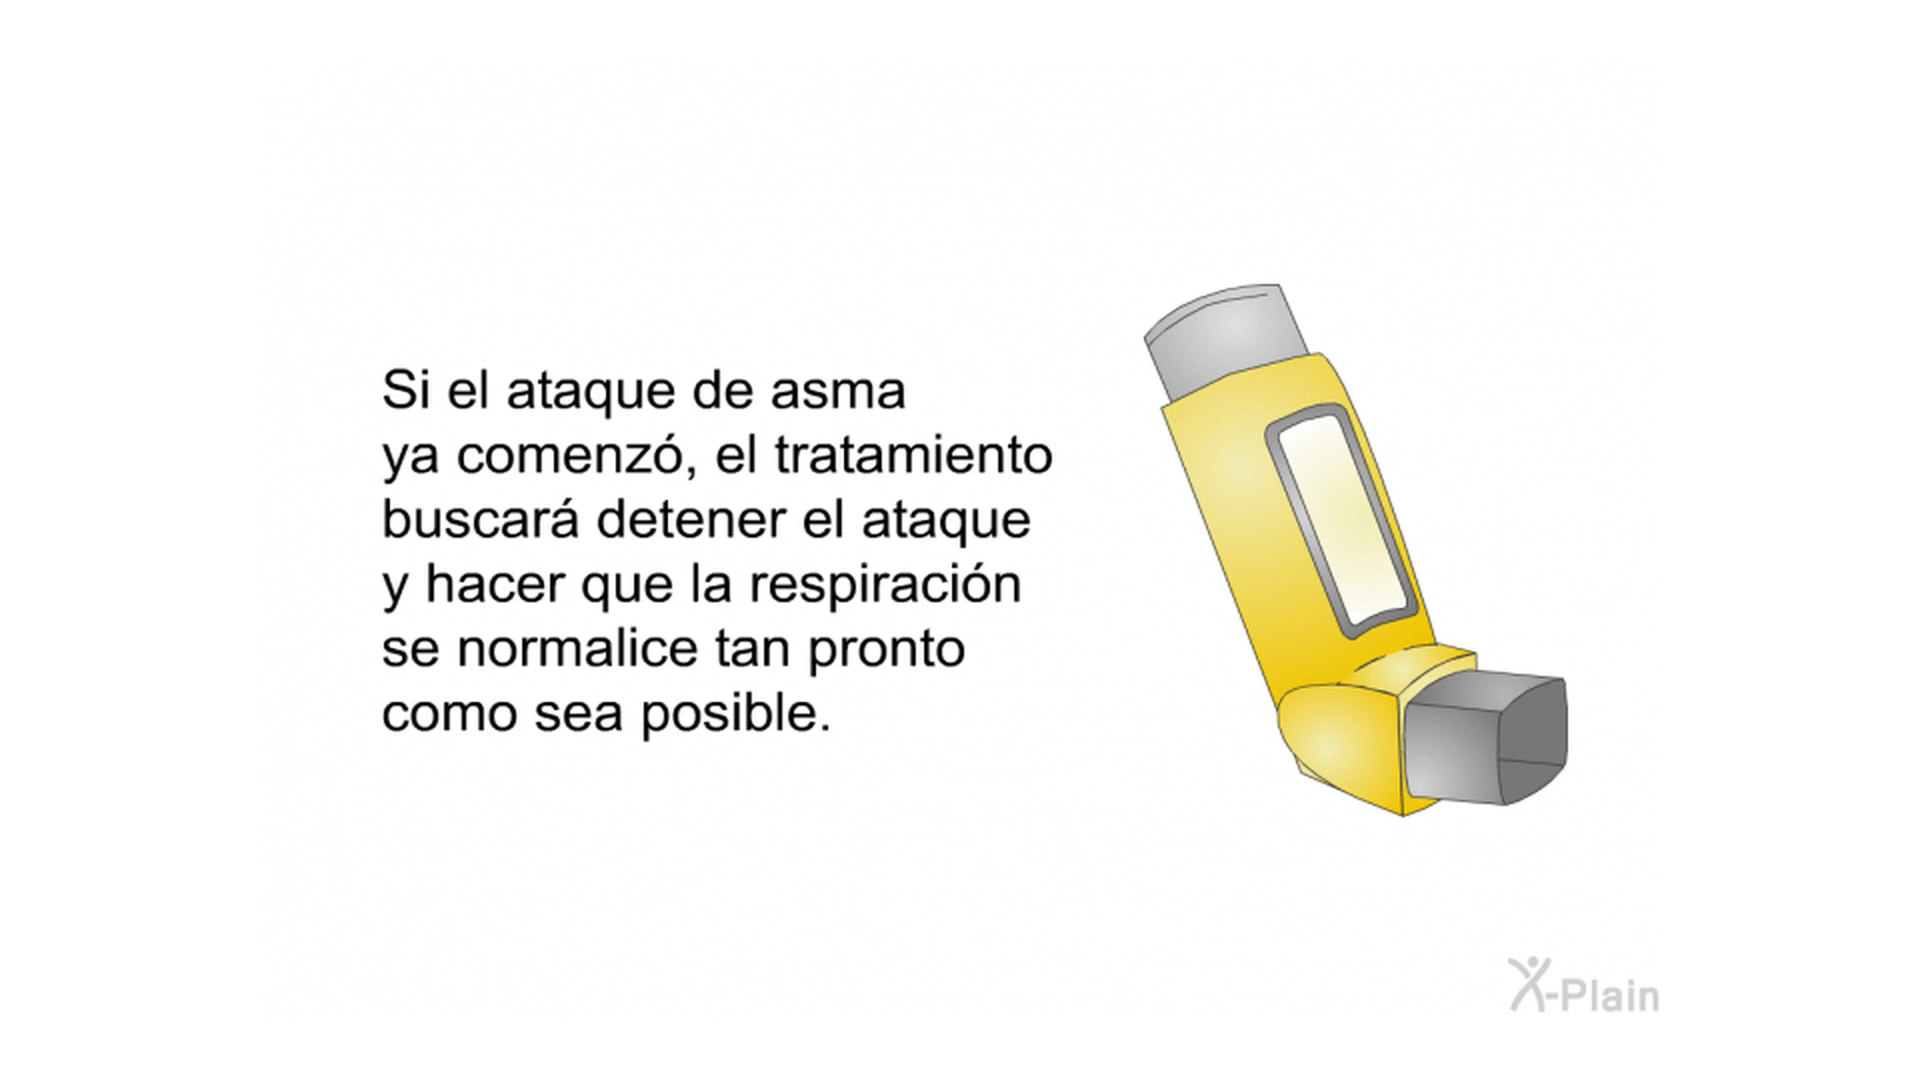 Si el ataque de asma
ya comenzó, el tratamiento
buscará detener el ataque
y hacer que la respiración
se normalice tan pronto
como sea posible.
X-Plain